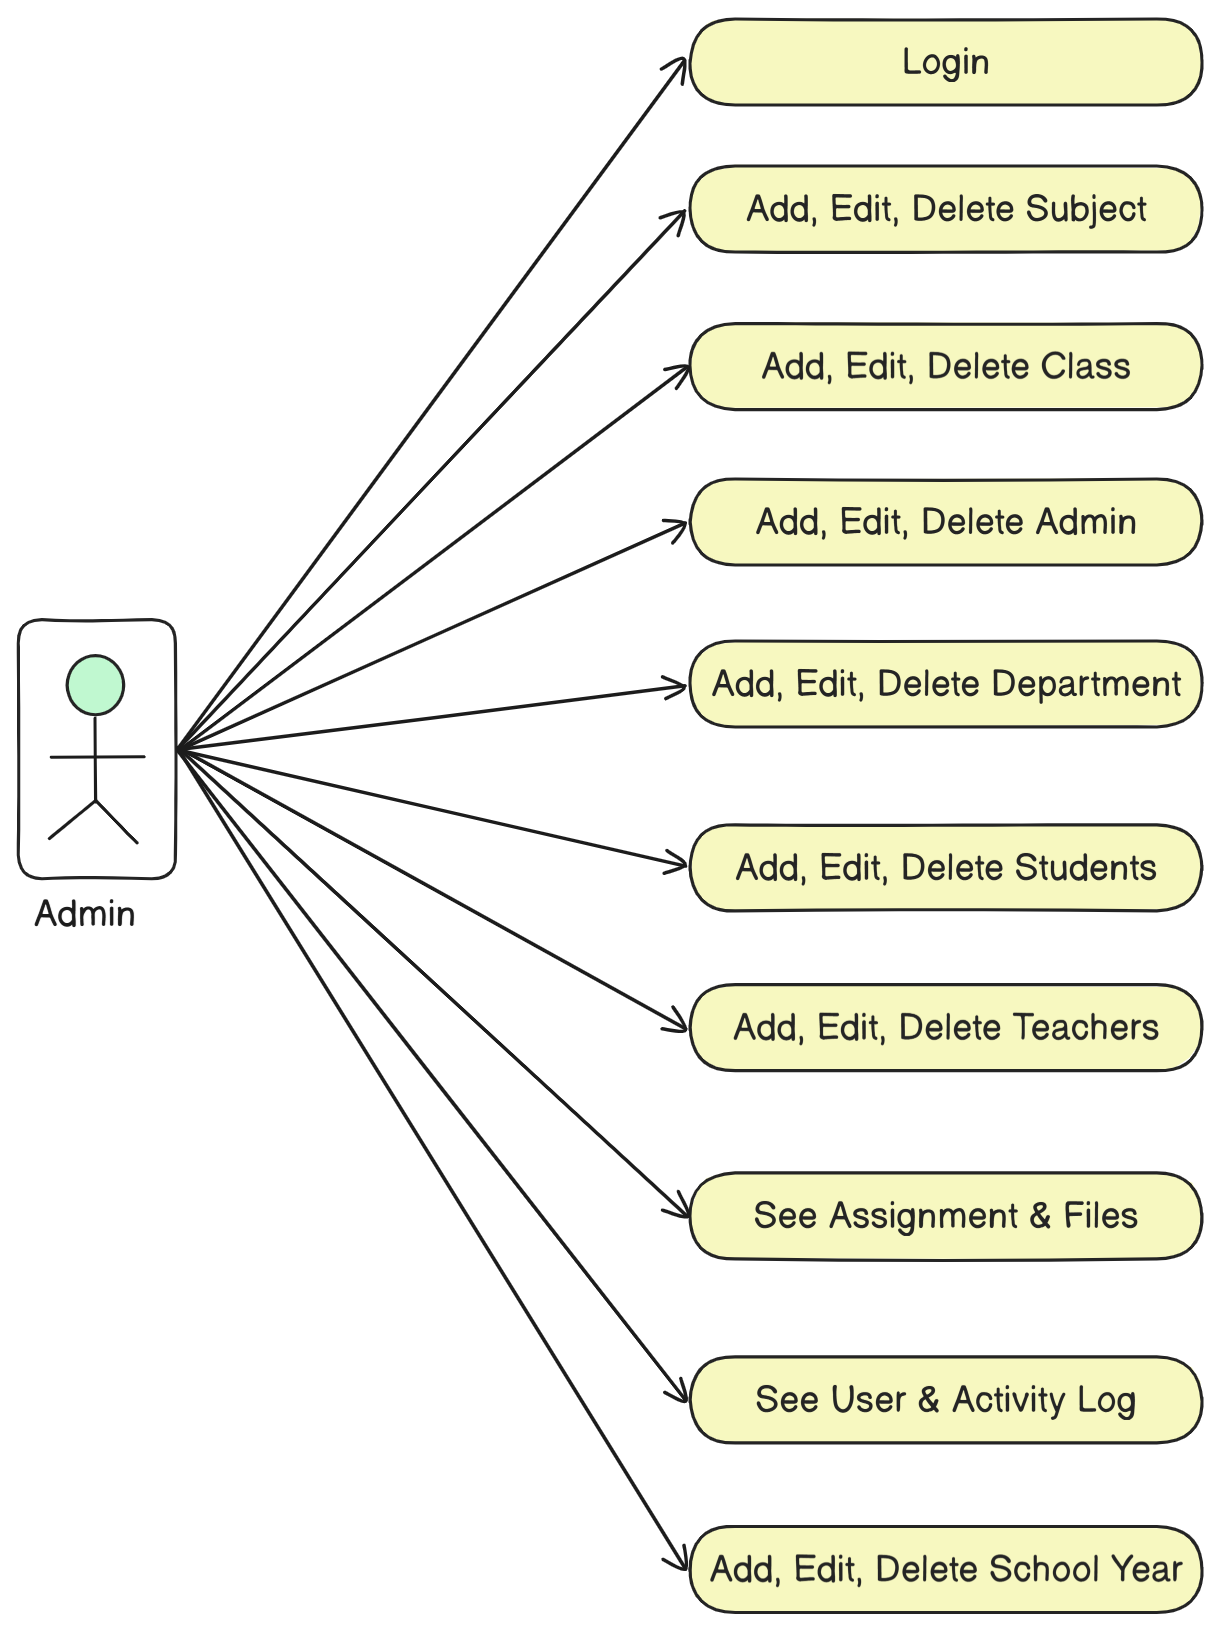 Login
Add, Edit, Delete Subject
Add, Edit, Delete Class
Add, Edit, Delete Admin
Add, Edit, Delete Department
Add, Edit, Delete Students
Admin
Add, Edit, Delete Teachers
See Assignment & Files
See User & Activity Log
Add, Edit, Delete School Year